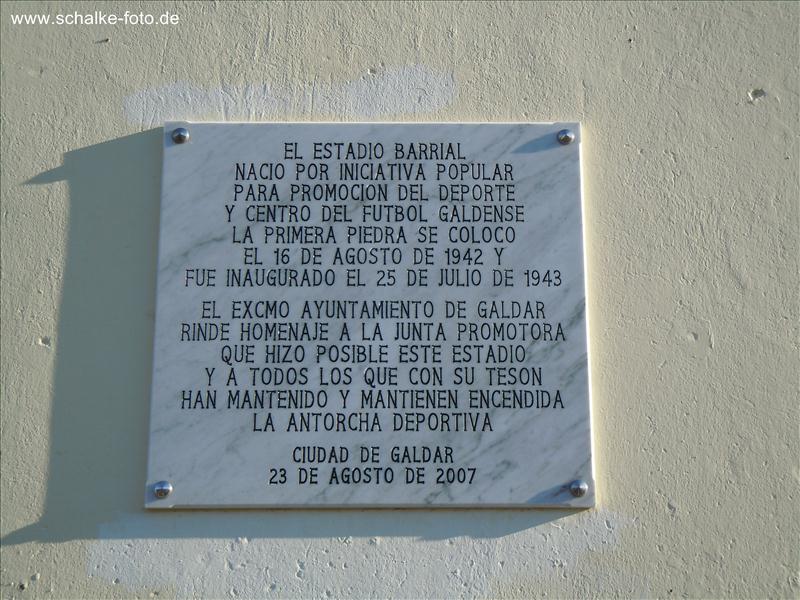 www.schalke-foto.de
EL ESTADIO BARRIAL
NACIO POR INICIATIVA POPULAR
PARA PROMOCION DEL DEPORTE
Y CENTRO DEL FUTBOL GALDENSE
LA PRIMERA PIEDRA SE COLOCO
EL 16 DE AGOSTO DE 1942 Y
FUE INAUGURADO EL 25 DE JULIO DE 1943
EL EXCMO AYUNTAMIENTO DE GALDAR
RINDE HOMENAJE A LA JUNTA PROMOTORA
QUE HIZO POSIBLE ESTE ESTADIO
Y A TODOS LOS QUE CON SU TESON
HAN MANTENIDO Y MANTIENEN ENCENDIDA
LA ANTORCHA DEPORTIVA
CIUDAD DE GALDAR
23 DE AGOSTO DE 2007